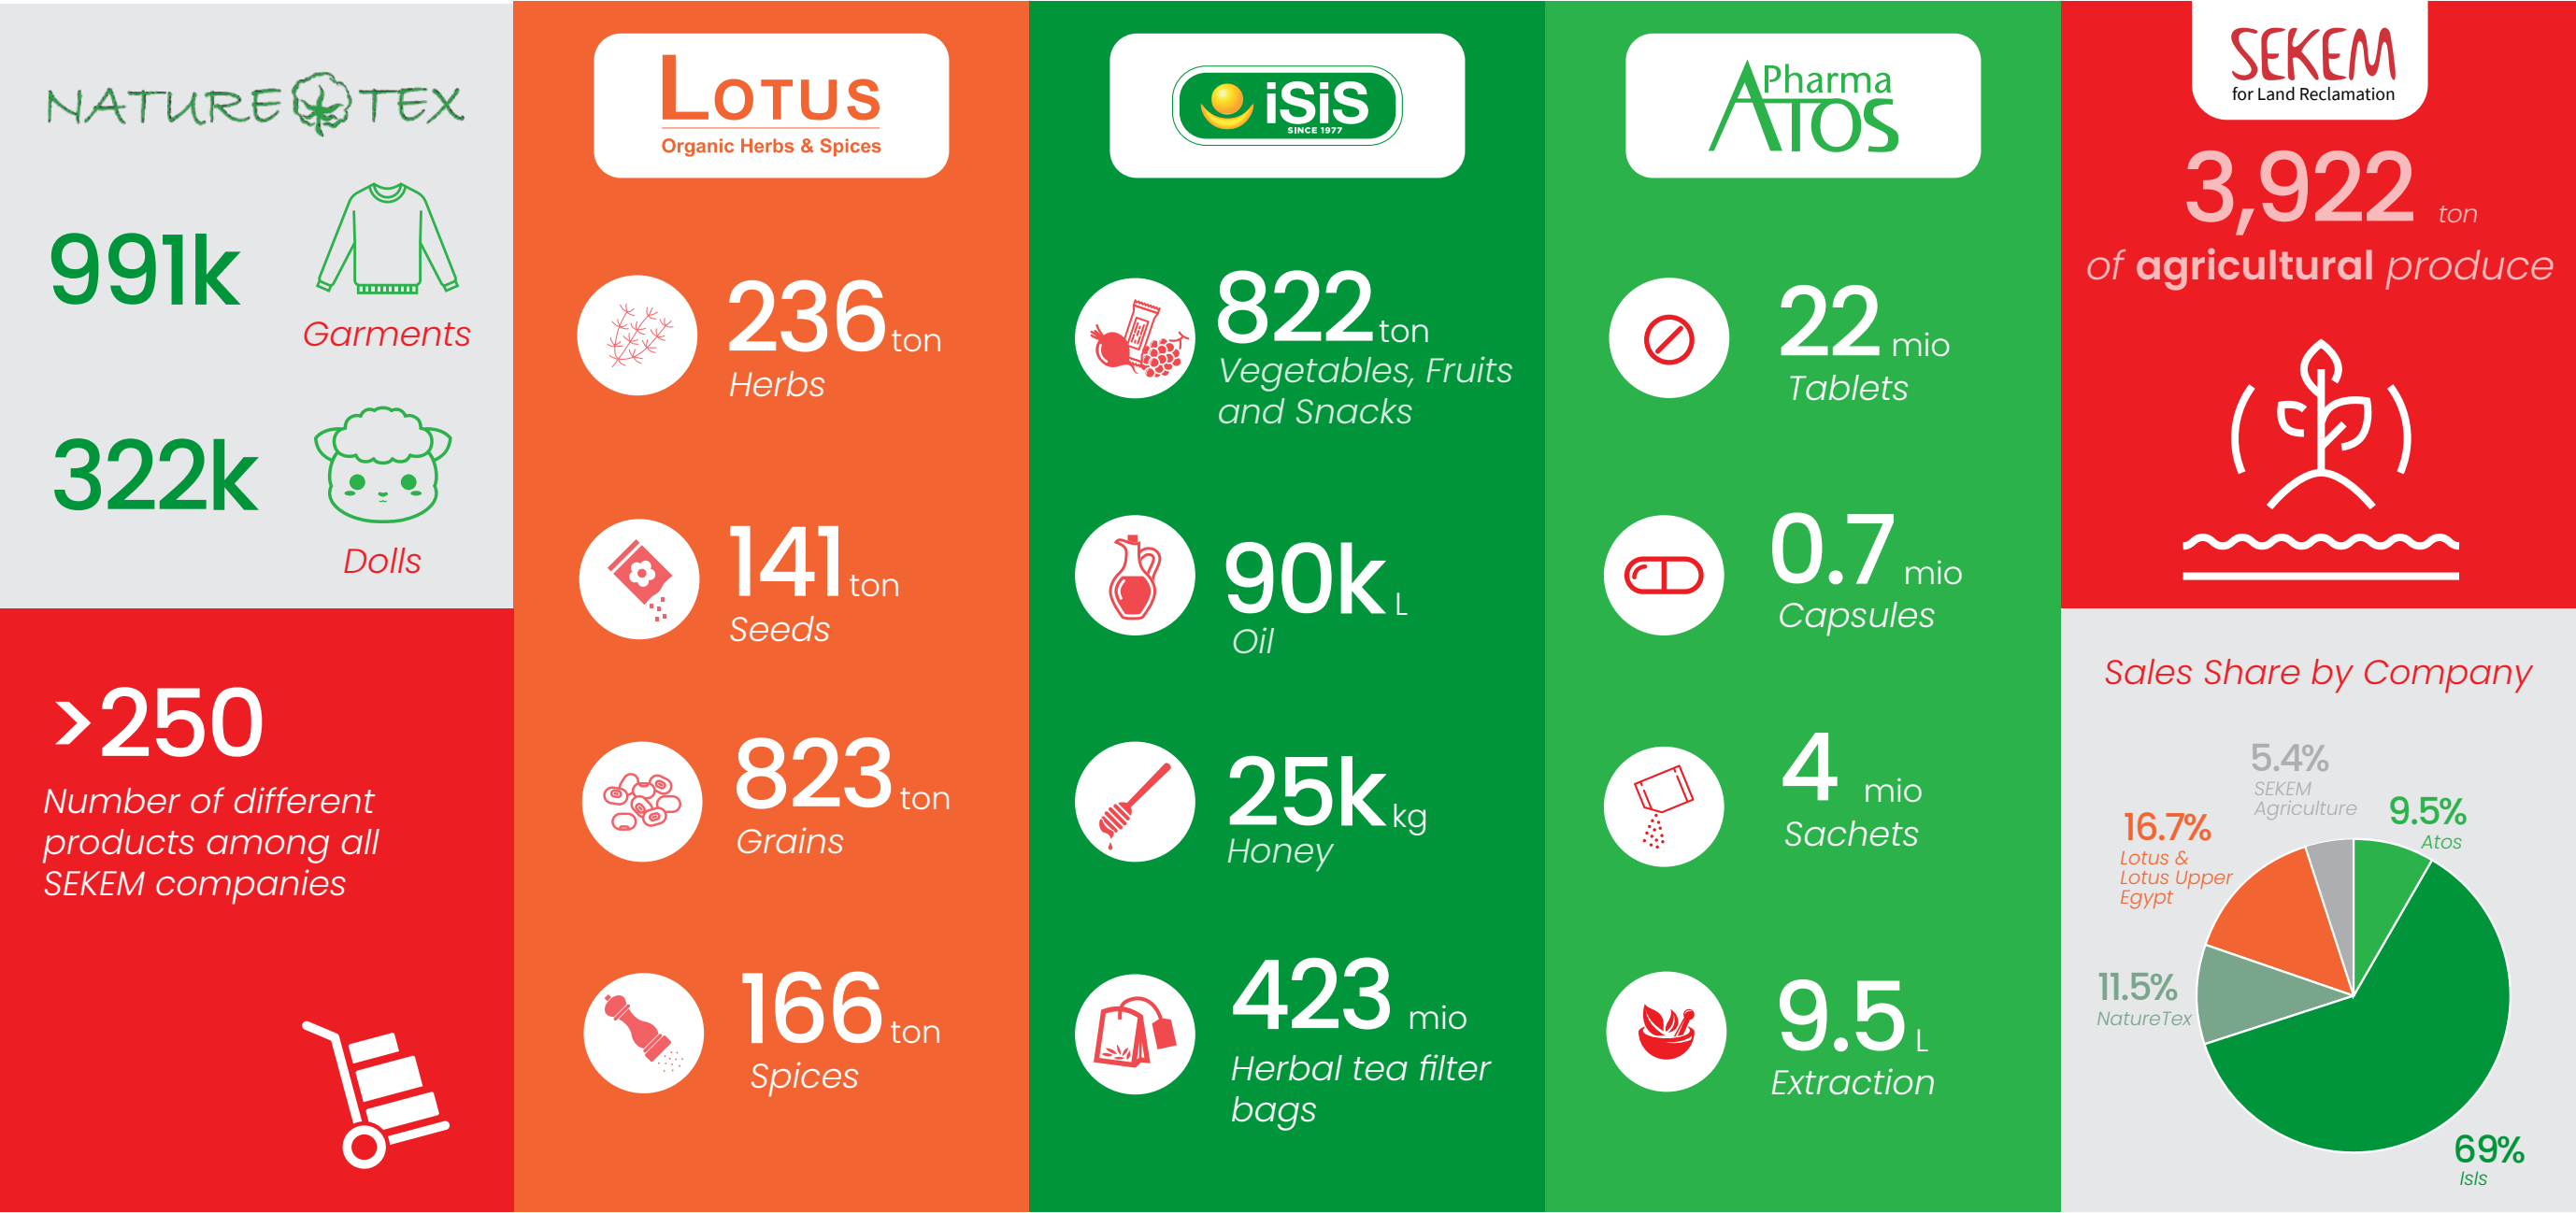 NATURE TEX
991k
Garments
322k
Dolls
>250
Number of different
products among all
SEKEM companies
LOTUS
Organic Herbs & Spices
236 ton
Herbs
141 ton
Seeds
823 ton
Grains
166 ton
Spices
iSiS
SINCE 1977
822 ton
Vegetables, Fruits
and Snacks
90k L
Oil
25k kg
Honey
423 mio
Herbal tea filter
bags
Pharma
ATOS
22 mio
Tablets
0.7 mio
Capsules
4 mio
Sachets
9.5 L
Extraction
SEKEM
for Land Reclamation
3,922 ton
of agricultural produce
Sales Share by Company
5.4%
SEKEM
Agriculture
9.5%
Atos
16.7%
Lotus &
Lotus Upper
Egypt
11.5%
NatureTex
69%
IsIs